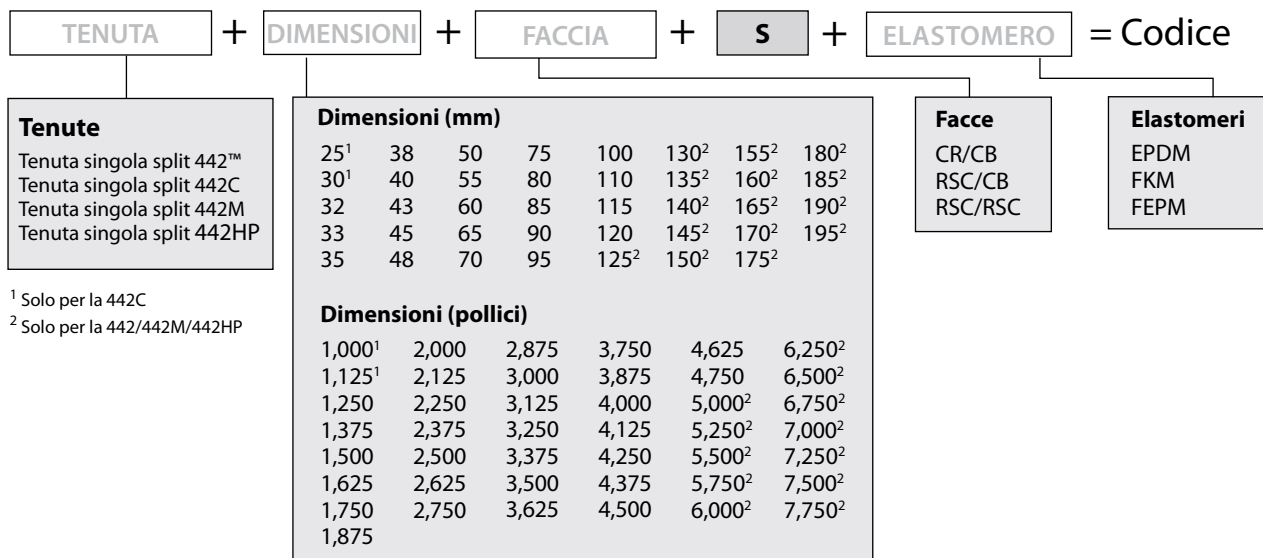 TENUTA + DIMENSIONI + FACCIA + S + ELASTOMERO = Codice
Tenute
Tenuta singola split 442™
Tenuta singola split 442C
Tenuta singola split 442M
Tenuta singola split 442HP
¹ Solo per la 442C
² Solo per la 442/442M/442HP
Dimensioni (mm)
25¹ 38 50 75 100 130² 155² 180²
30¹ 40 55 80 110 135² 160² 185²
32 43 60 85 115 140² 165² 190²
33 45 65 90 120 145² 170² 195²
35 48 70 95 125² 150² 175²
Dimensioni (pollici)
1,000¹ 2,000 2,875 3,750 4,625 6,250²
1,125¹ 2,125 3,000 3,875 4,750 6,500²
1,250 2,250 3,125 4,000 5,000² 6,750²
1,375 2,375 3,250 4,125 5,250² 7,000²
1,500 2,500 3,375 4,250 5,500² 7,250²
1,625 2,625 3,500 4,375 5,750² 7,500²
1,750 2,750 3,625 4,500 6,000² 7,750²
1,875
Facce
CR/CB
RSC/CB
RSC/RSC
Elastomeri
EPDM
FKM
FEPM